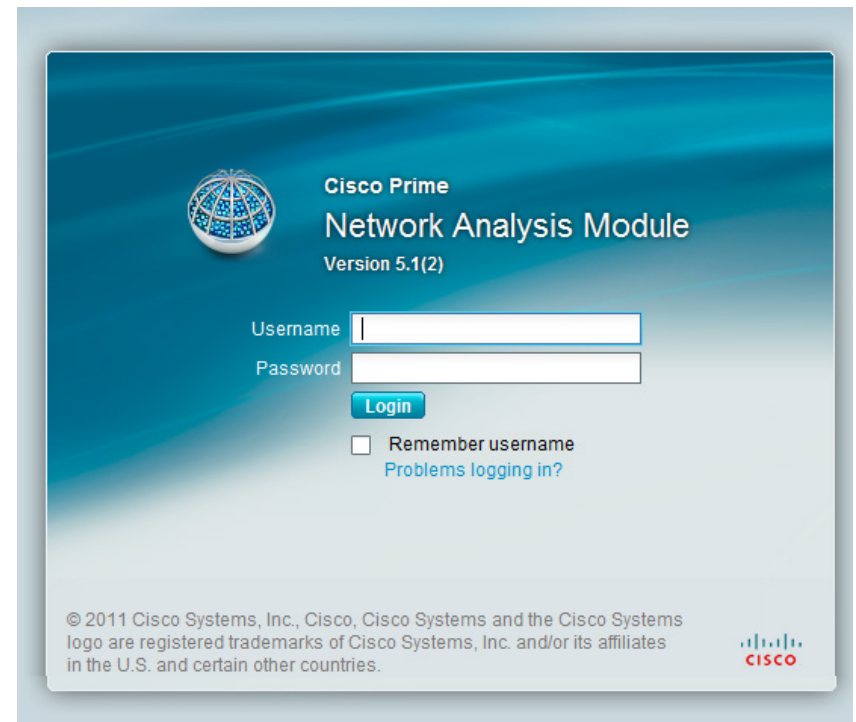 Cisco Prime
Network Analysis Module
Version 5.1(2)
Username
Password
Login
Remember username
Problems logging in?
© 2011 Cisco Systems, Inc., Cisco, Cisco Systems and the Cisco Systems
logo are registered trademarks of Cisco Systems, Inc. and/or its affiliates
in the U.S. and certain other countries.
CISCO